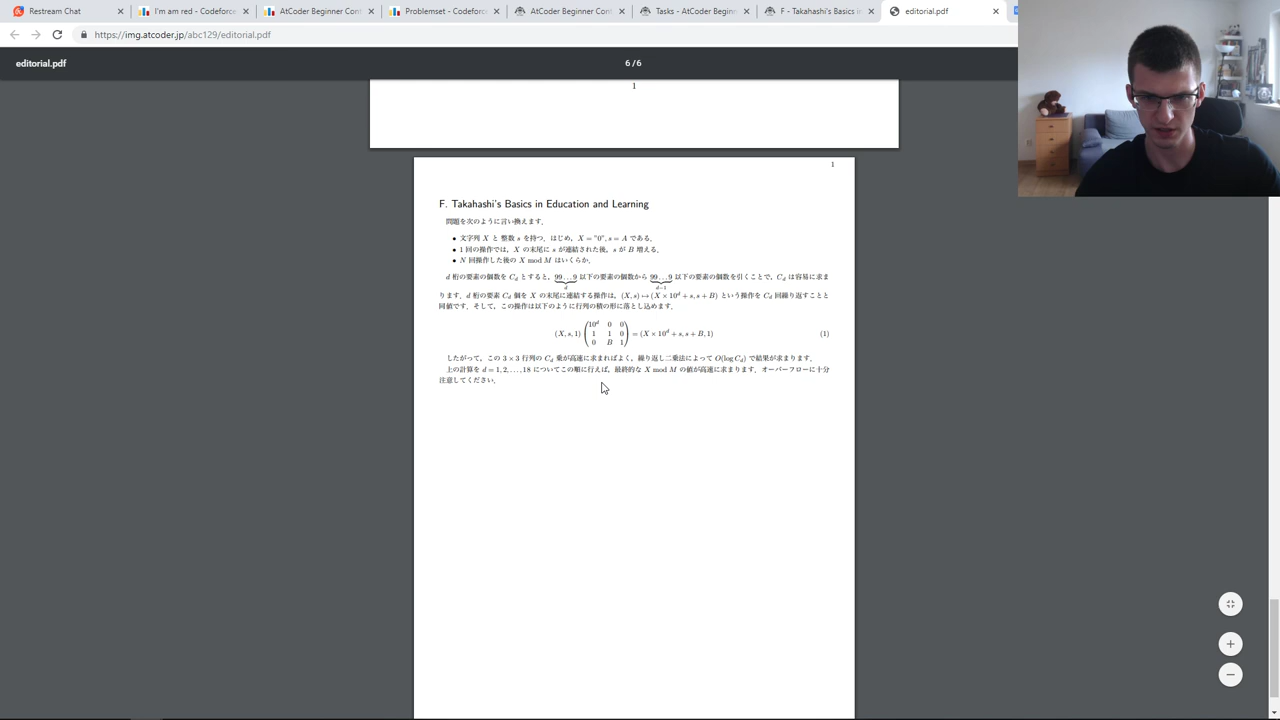 Restream Chat
I'm am red - Codeforce
AtCoder Beginner Cont
Problemset - Codeforc
AtCoder Beginner Cont
Tasks - AtCoder Beginn
F - Takahashi's Basics in
editorial.pdf
https://img.atcoder.jp/abc129/editorial.pdf
editorial.pdf
6 / 6
1
1
F. Takahashi's Basics in Education and Learning
問題を次のように言い換えます．
• 文字列 X と 整数 s を持つ．はじめ，X = "0", s = A である．
• 1 回の操作では，X の末尾に s が連結された後，s が B 増える．
• N 回操作した後の X mod M はいくらか．
d 桁の要素の個数を C_d とすると，99...9 以下の要素の個数から 99...9 以下の要素の個数を引くことで，C_d は容易に求ま
d d−1
ります．d 桁の要素 C_d 個を X の末尾に連結する操作は，(X, s) ↦ (X × 10^d + s, s + B) という操作を C_d 回繰り返すことと
同値です．そして，この操作は以下のように行列の積の形に落とし込めます．
10^d 0 0
(X, s, 1) ( 1 1 0 ) = (X × 10^d + s, s + B, 1) (1)
0 B 1
したがって，この 3 × 3 行列の C_d 乗が高速に求まればよく，繰り返し二乗法によって O(log C_d) で結果が求まります．
上の計算を d = 1, 2, . . . , 18 についてこの順に行えば，最終的な X mod M の値が高速に求まります．オーバーフローに十分
注意してください．